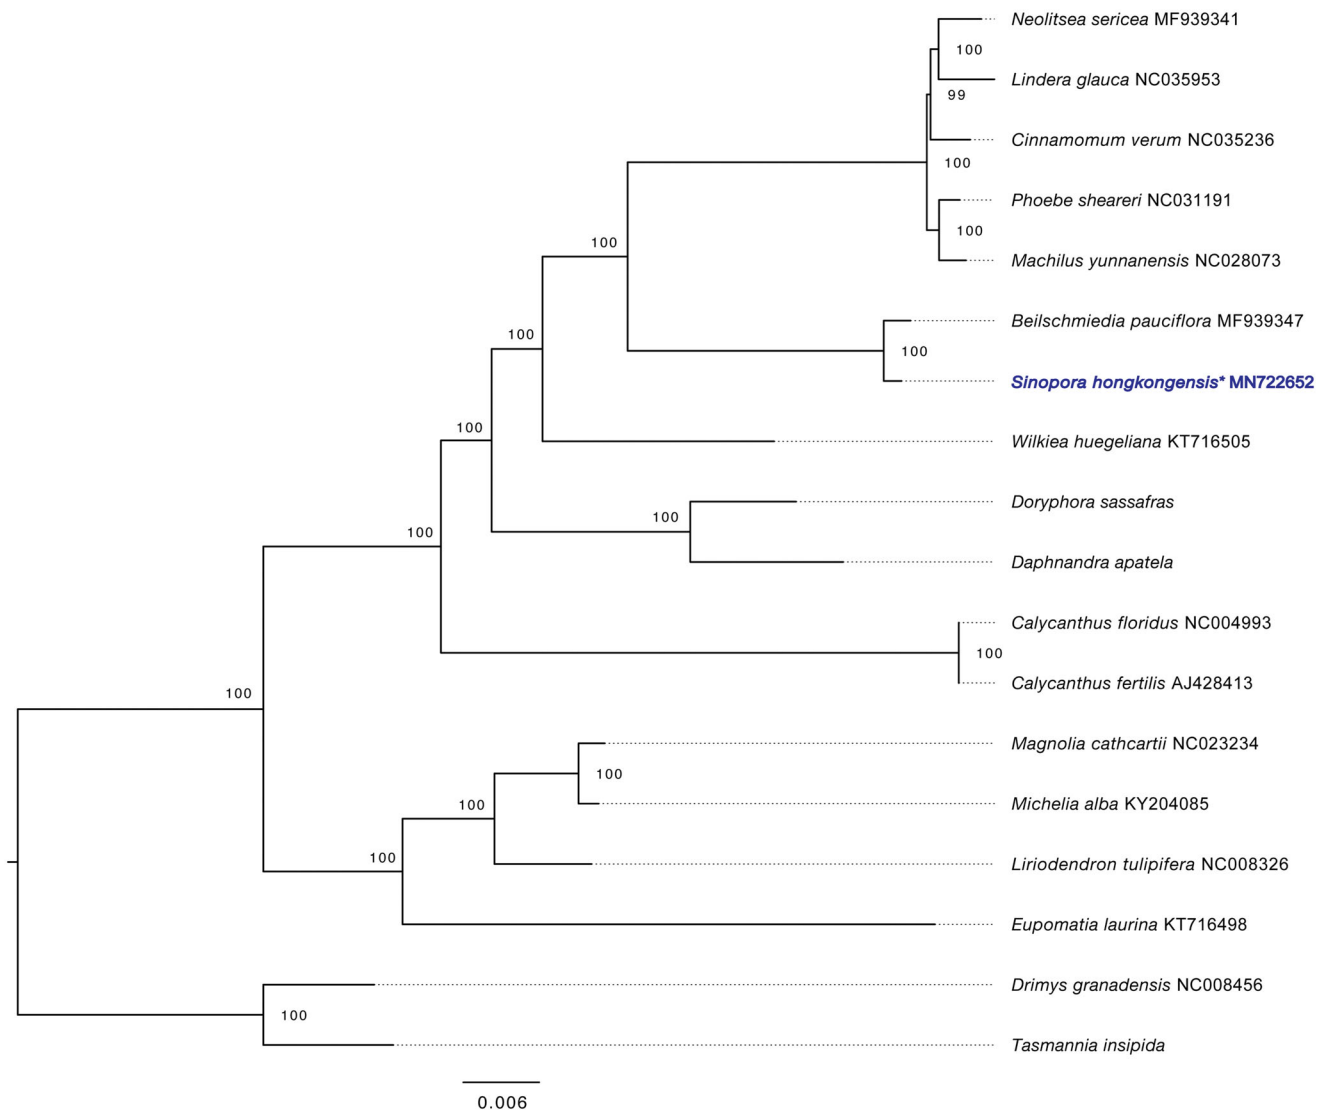 Neolitsea sericea MF939341
100
Lindera glauca NC035953
99
Cinnamomum verum NC035236
100
Phoebe sheareri NC031191
100
Machilus yunnanensis NC028073
100
Beilschmiedia pauciflora MF939347
100
100
Sinopora hongkongensis* MN722652
100
Wilkiea huegeliana KT716505
Doryphora sassafras
100
100
Daphnandra apatela
Calycanthus floridus NC004993
100
Calycanthus fertilis AJ428413
100
Magnolia cathcartii NC023234
100
Michelia alba KY204085
100
100
Liriodendron tulipifera NC008326
Eupomatia laurina KT716498
Drimys granadensis NC008456
100
Tasmannia insipida
0.006